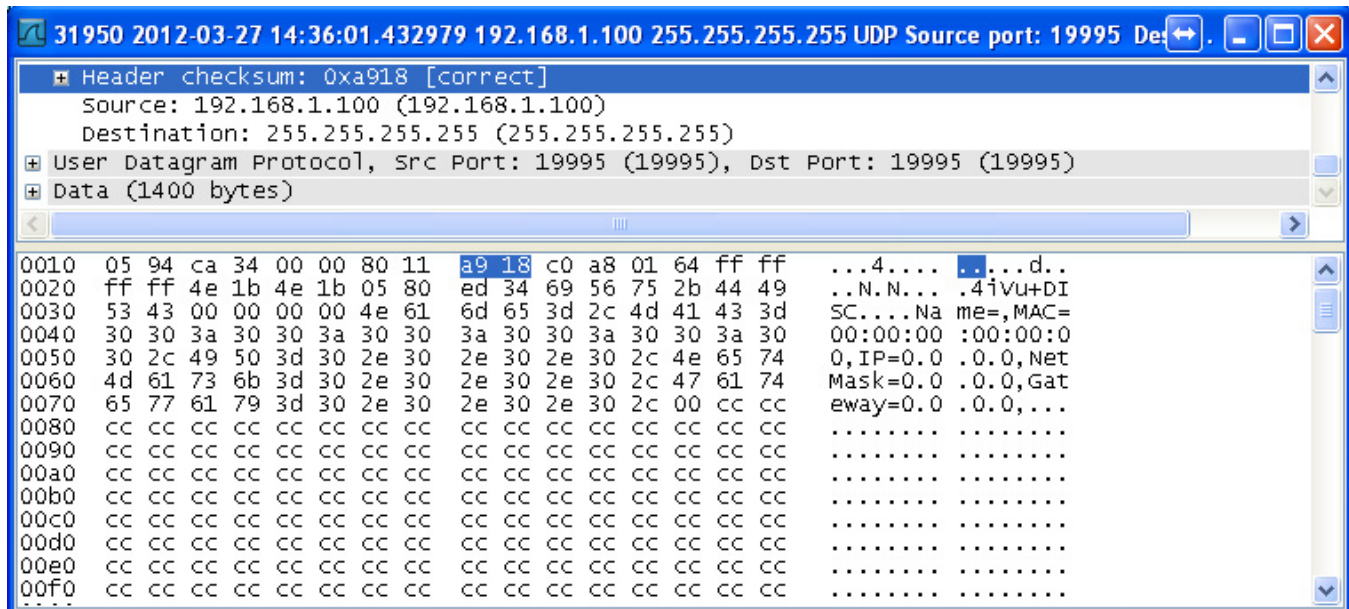 31950 2012-03-27 14:36:01.432979 192.168.1.100 255.255.255.255 UDP Source port: 19995 Des
Header checksum: 0xa918 [correct]
Source: 192.168.1.100 (192.168.1.100)
Destination: 255.255.255.255 (255.255.255.255)
User Datagram Protocol, Src Port: 19995 (19995), Dst Port: 19995 (19995)
Data (1400 bytes)
0010 05 94 ca 34 00 00 80 11 a9 18 c0 a8 01 64 ff ff ...4.... .....d..
0020 ff ff 4e 1b 4e 1b 05 80 ed 34 69 56 75 2b 44 49 ..N.N... .4iVu+DI
0030 53 43 00 00 00 00 4e 61 6d 65 3d 2c 4d 41 43 3d SC....Na me=,MAC=
0040 30 30 3a 30 30 3a 30 30 3a 30 30 3a 30 30 3a 30 00:00:00 :00:00:0
0050 30 2c 49 50 3d 30 2e 30 2e 30 2e 30 2c 4e 65 74 0,IP=0.0 .0.0,Net
0060 4d 61 73 6b 3d 30 2e 30 2e 30 2e 30 2c 47 61 74 Mask=0.0 .0.0,Gat
0070 65 77 61 79 3d 30 2e 30 2e 30 2e 30 2c 00 cc cc eway=0.0 .0.0,...
0080 cc cc cc cc cc cc cc cc cc cc cc cc cc cc cc cc ........ ........
0090 cc cc cc cc cc cc cc cc cc cc cc cc cc cc cc cc ........ ........
00a0 cc cc cc cc cc cc cc cc cc cc cc cc cc cc cc cc ........ ........
00b0 cc cc cc cc cc cc cc cc cc cc cc cc cc cc cc cc ........ ........
00c0 cc cc cc cc cc cc cc cc cc cc cc cc cc cc cc cc ........ ........
00d0 cc cc cc cc cc cc cc cc cc cc cc cc cc cc cc cc ........ ........
00e0 cc cc cc cc cc cc cc cc cc cc cc cc cc cc cc cc ........ ........
00f0 cc cc cc cc cc cc cc cc cc cc cc cc cc cc cc cc ........ ........